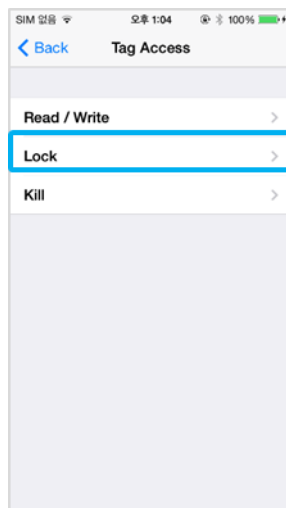 SIM 없음 오후 1:04 100%
Back Tag Access
Read / Write
Lock
Kill